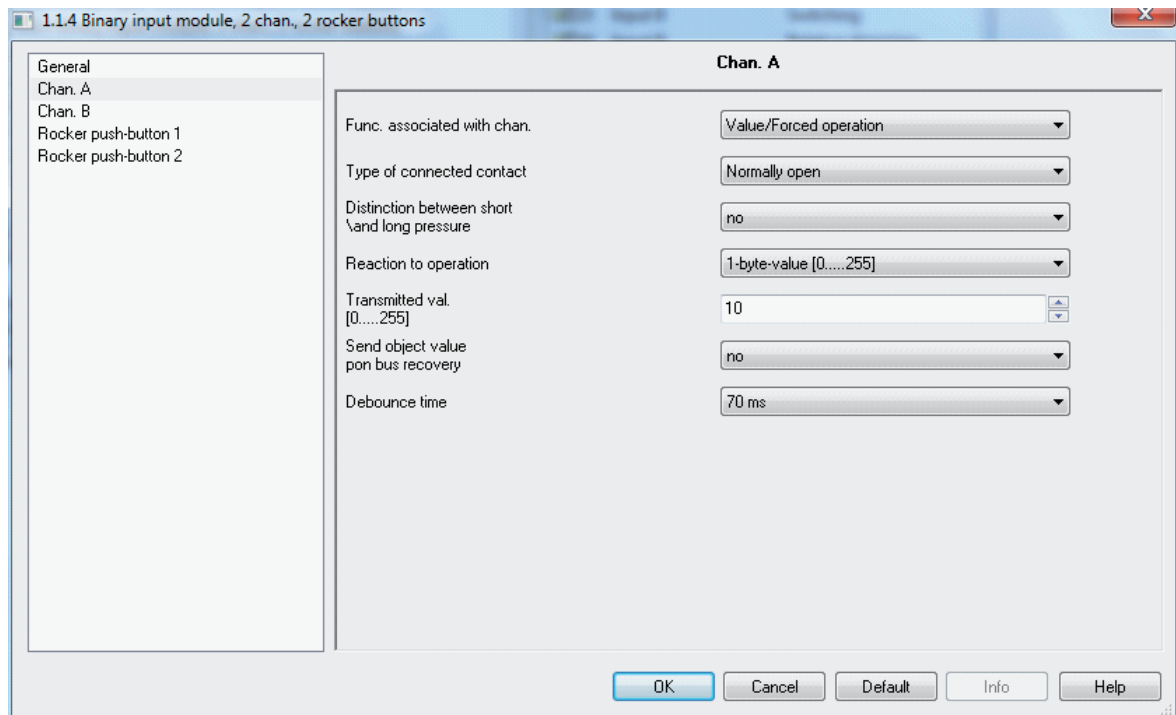 1.1.4 Binary input module, 2 chan., 2 rocker buttons
General
Chan. A
Chan. B
Rocker push-button 1
Rocker push-button 2
Chan. A
Func. associated with chan.
Value/Forced operation
Type of connected contact
Normally open
Distinction between short
\and long pressure
no
Reaction to operation
1-byte-value [0.....255]
Transmitted val.
[0.....255]
10
Send object value
pon bus recovery
no
Debounce time
70 ms
OK
Cancel
Default
Info
Help